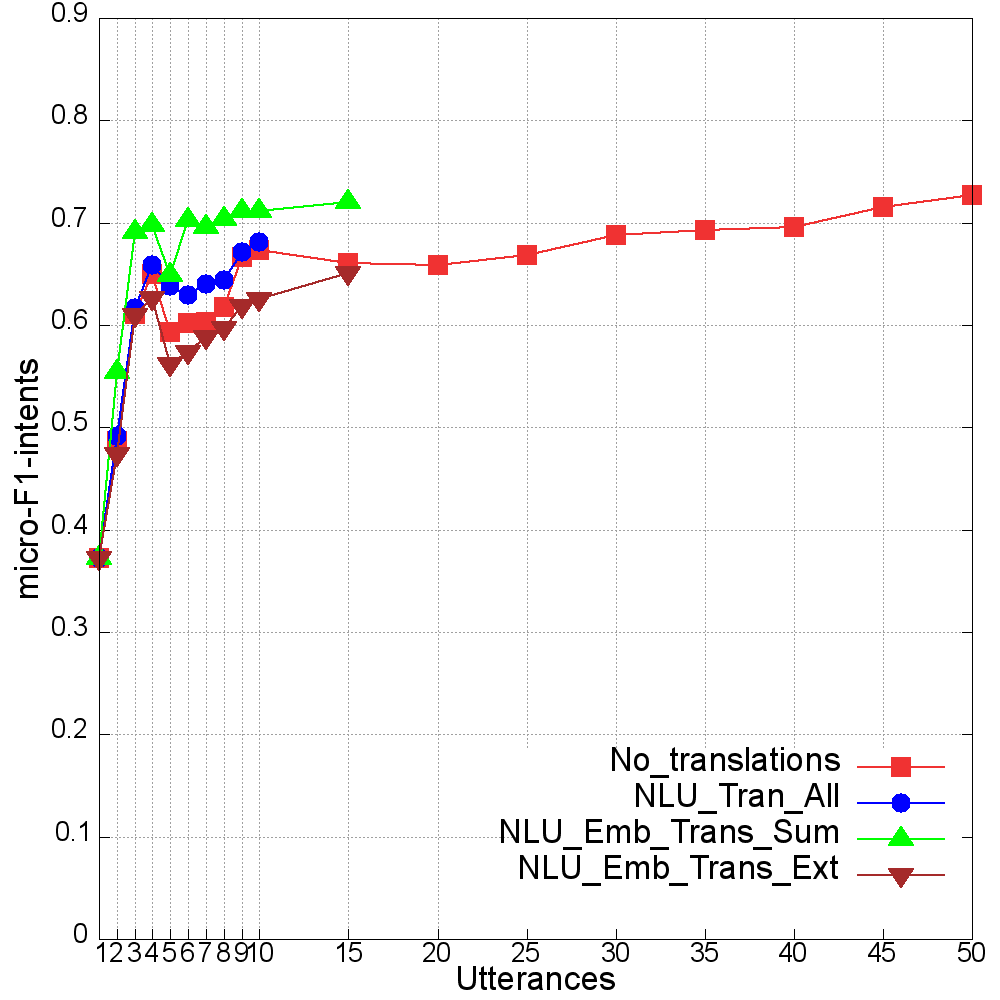 0.9
0.8
0.7
0.6
0.5
0.4
0.3
0.2
0.1
0
micro-F1-intents
No_translations
NLU_Tran_All
NLU_Emb_Trans_Sum
NLU_Emb_Trans_Ext
1 2 3 4 5 6 7 8 9 10 15 20 25 30 35 40 45 50
Utterances